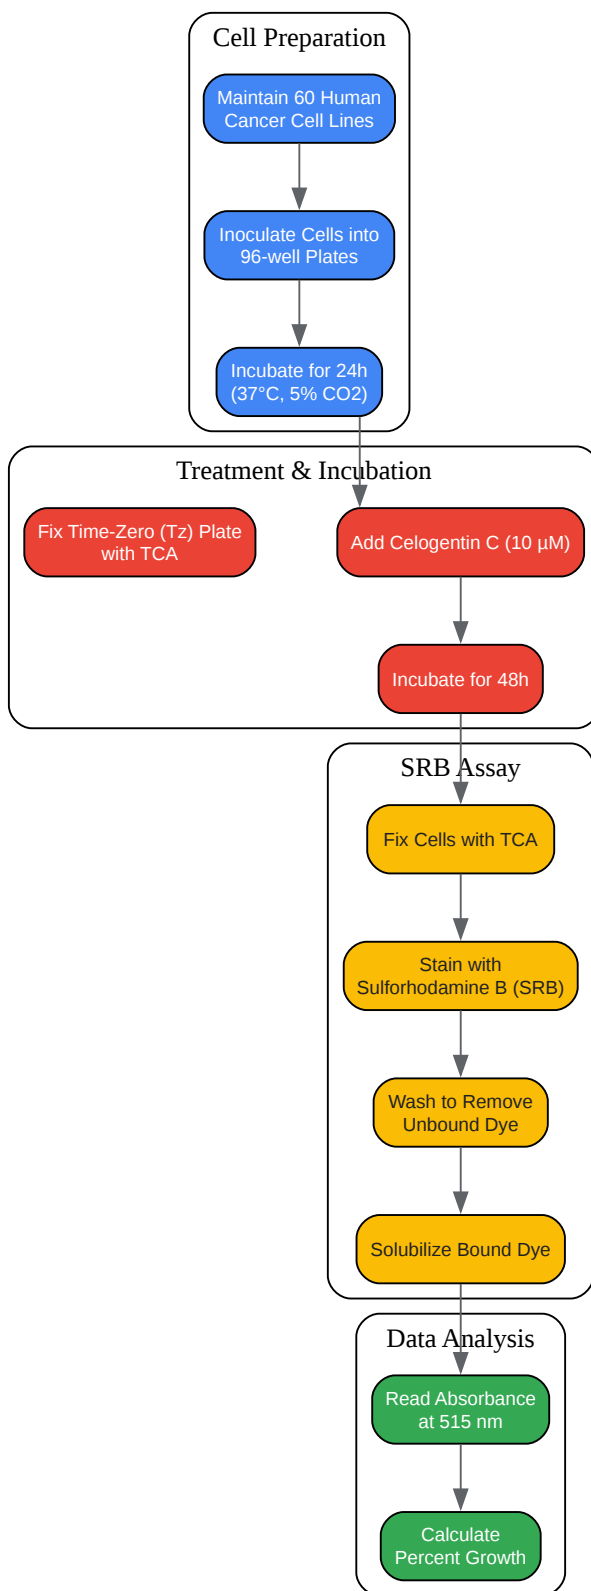 Cell Preparation
Maintain 60 Human
Cancer Cell Lines
Inoculate Cells into
96-well Plates
Incubate for 24h
(37°C, 5% CO2)
Treatment & Incubation
Fix Time-Zero (Tz) Plate
with TCA
Add Celogentin C (10 µM)
Incubate for 48h
SRB Assay
Fix Cells with TCA
Stain with
Sulforhodamine B (SRB)
Wash to Remove
Unbound Dye
Solubilize Bound Dye
Data Analysis
Read Absorbance
at 515 nm
Calculate
Percent Growth